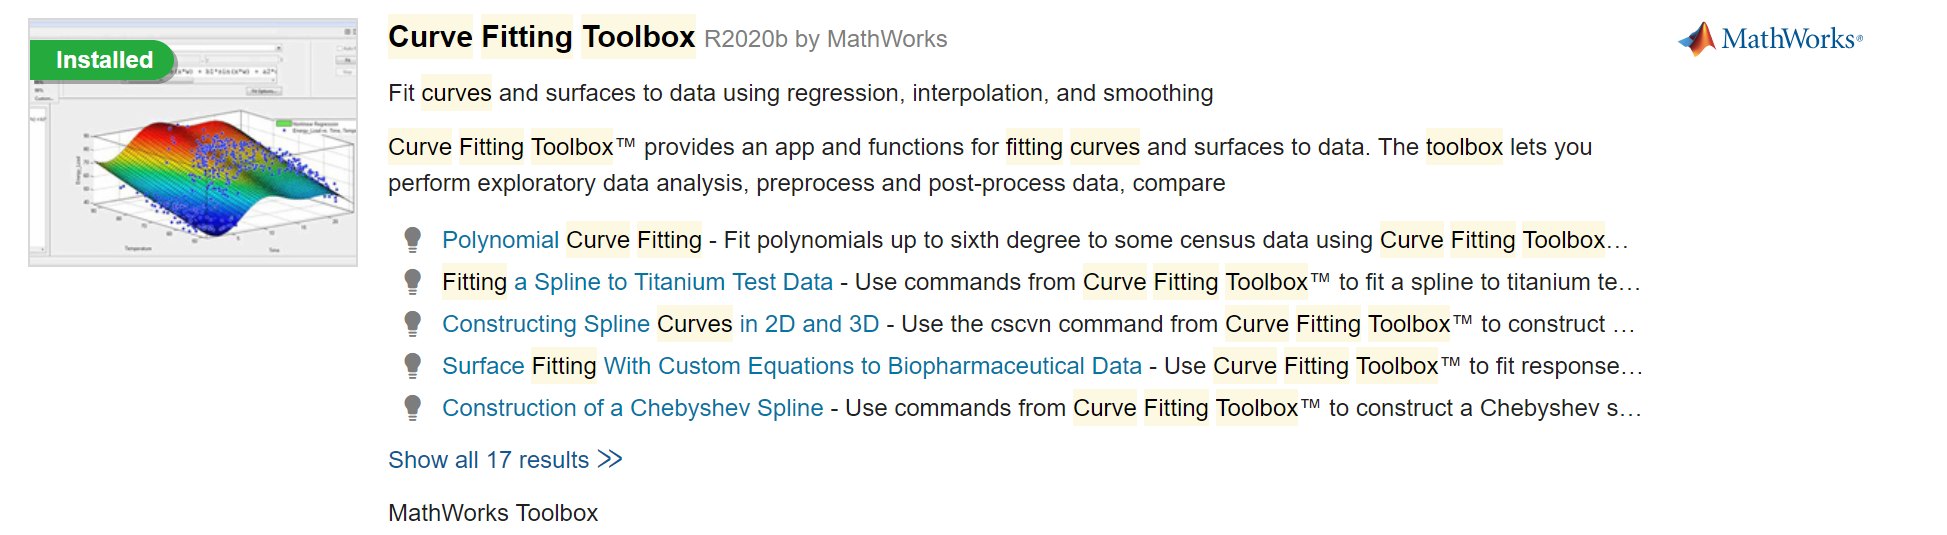 Installed
Curve Fitting Toolbox R2020b by MathWorks
MathWorks®
Fit curves and surfaces to data using regression, interpolation, and smoothing
Curve Fitting Toolbox™ provides an app and functions for fitting curves and surfaces to data. The toolbox lets you
perform exploratory data analysis, preprocess and post-process data, compare
Polynomial Curve Fitting - Fit polynomials up to sixth degree to some census data using Curve Fitting Toolbox…
Fitting a Spline to Titanium Test Data - Use commands from Curve Fitting Toolbox™ to fit a spline to titanium te…
Constructing Spline Curves in 2D and 3D - Use the cscvn command from Curve Fitting Toolbox™ to construct …
Surface Fitting With Custom Equations to Biopharmaceutical Data - Use Curve Fitting Toolbox™ to fit response…
Construction of a Chebyshev Spline - Use commands from Curve Fitting Toolbox™ to construct a Chebyshev s…
Show all 17 results
MathWorks Toolbox
Temperature
Time